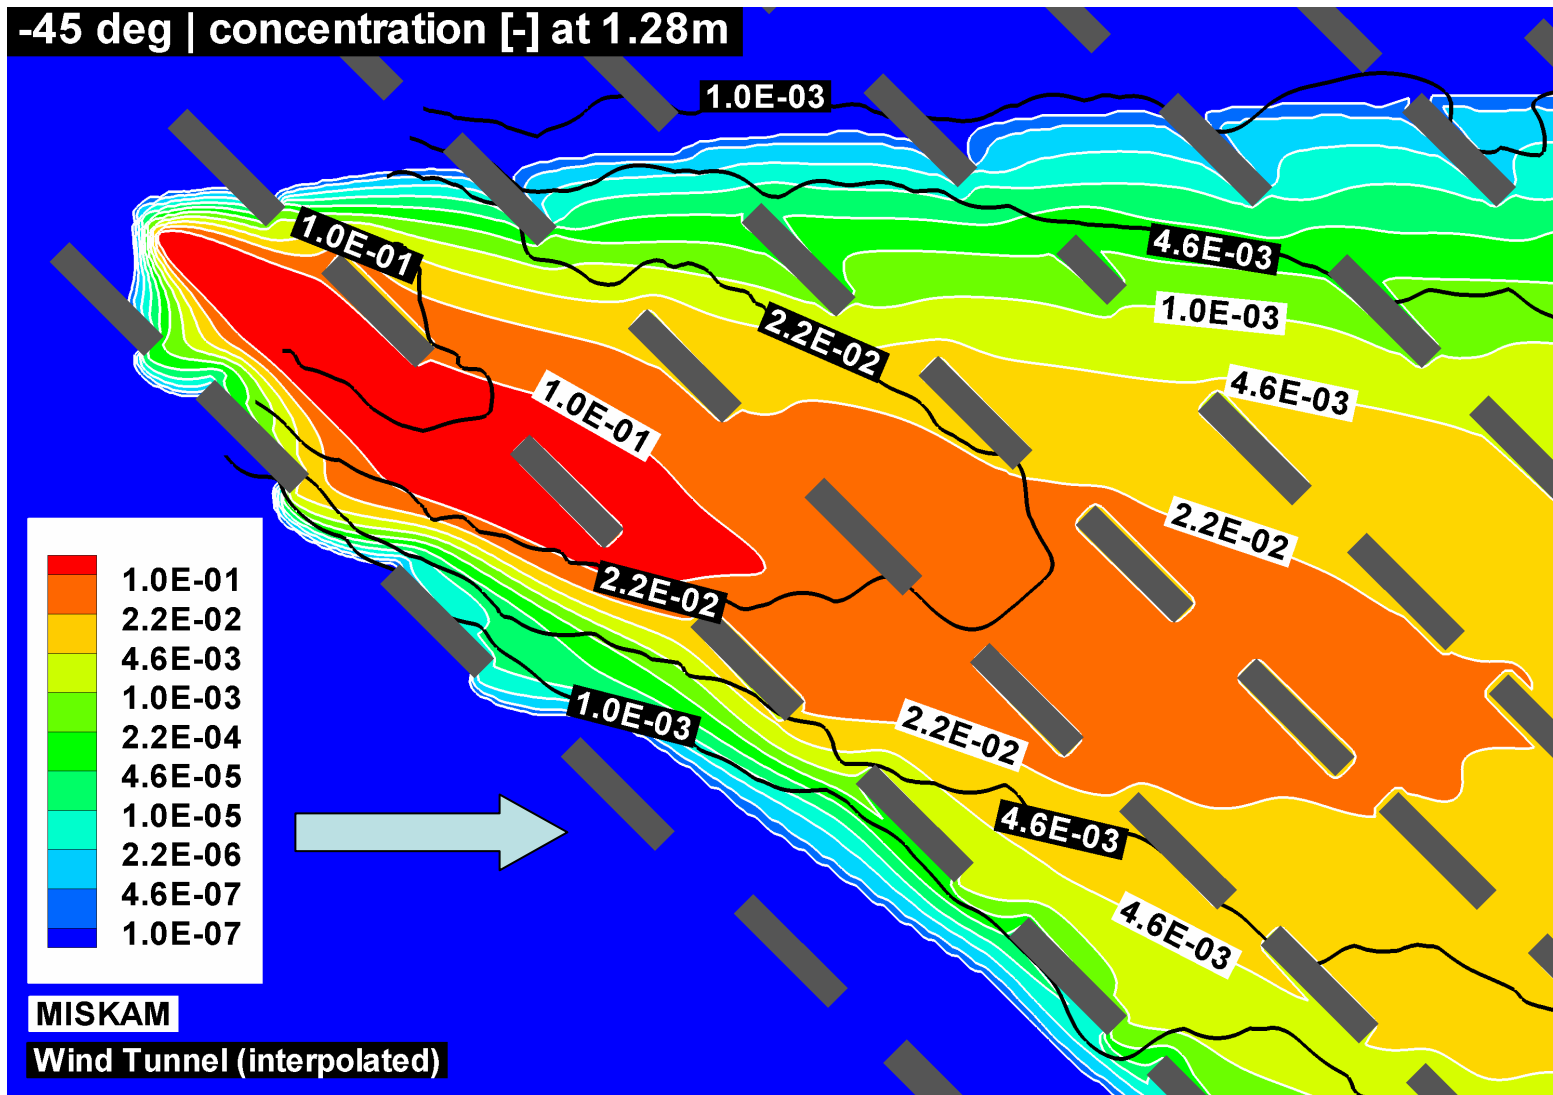 -45 deg | concentration [-] at 1.28m
1.0E-03
1.0E-01
4.6E-03
1.0E-03
2.2E-02
4.6E-03
1.0E-01
2.2E-02
2.2E-02
1.0E-03
2.2E-02
4.6E-03
4.6E-03
1.0E-01
2.2E-02
4.6E-03
1.0E-03
2.2E-04
4.6E-05
1.0E-05
2.2E-06
4.6E-07
1.0E-07
MISKAM
Wind Tunnel (interpolated)